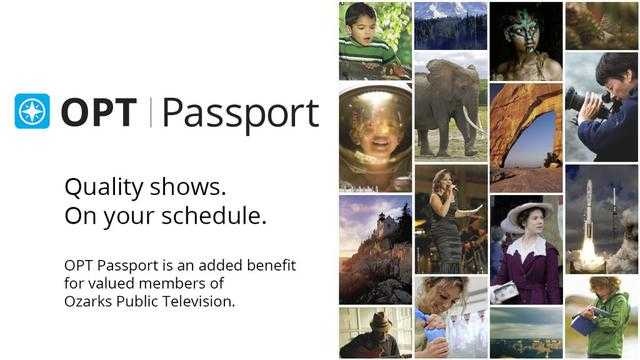 OPT | Passport
Quality shows.
On your schedule.
OPT Passport is an added benefit
for valued members of
Ozarks Public Television.